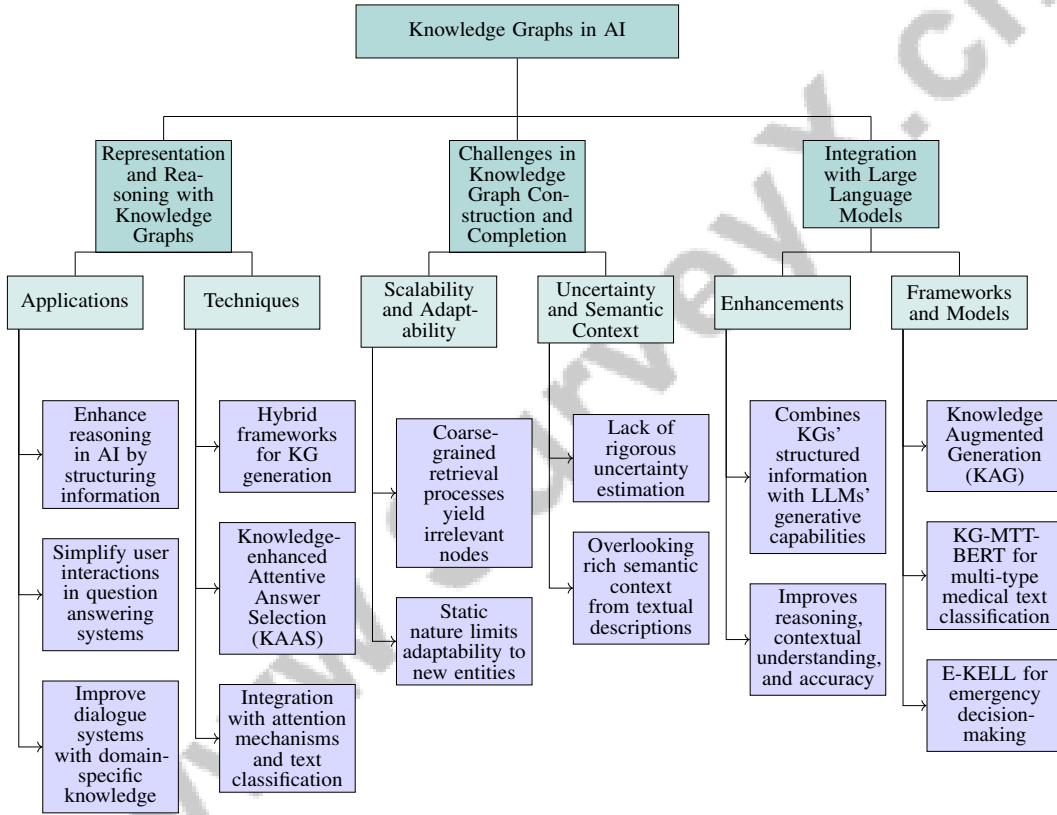 Knowledge Graphs in AI
Representation
and Rea-
soning with
Knowledge
Graphs
Challenges in
Knowledge
Graph Con-
struction and
Completion
Integration
with Large
Language
Models
Applications
Techniques
Scalability
and Adapt-
ability
Uncertainty
and Semantic
Context
Enhancements
Frameworks
and Models
Enhance
reasoning
in AI by
structuring
information
Simplify user
interactions
in question
answering
systems
Improve
dialogue
systems
with domain-
specific
knowledge
Hybrid
frameworks
for KG
generation
Knowledge-
enhanced
Attentive
Answer
Selection
(KAAS)
Integration
with attention
mechanisms
and text
classification
Coarse-
grained
retrieval
processes
yield
irrelevant
nodes
Static
nature limits
adaptability to
new entities
Lack of
rigorous
uncertainty
estimation
Overlooking
rich semantic
context
from textual
descriptions
Combines
KGs'
structured
information
with LLMs'
generative
capabilities
Improves
reasoning,
contextual
understanding,
and accuracy
Knowledge
Augmented
Generation
(KAG)
KG-MTT-
BERT for
multi-type
medical text
classification
E-KELL for
emergency
decision-
making